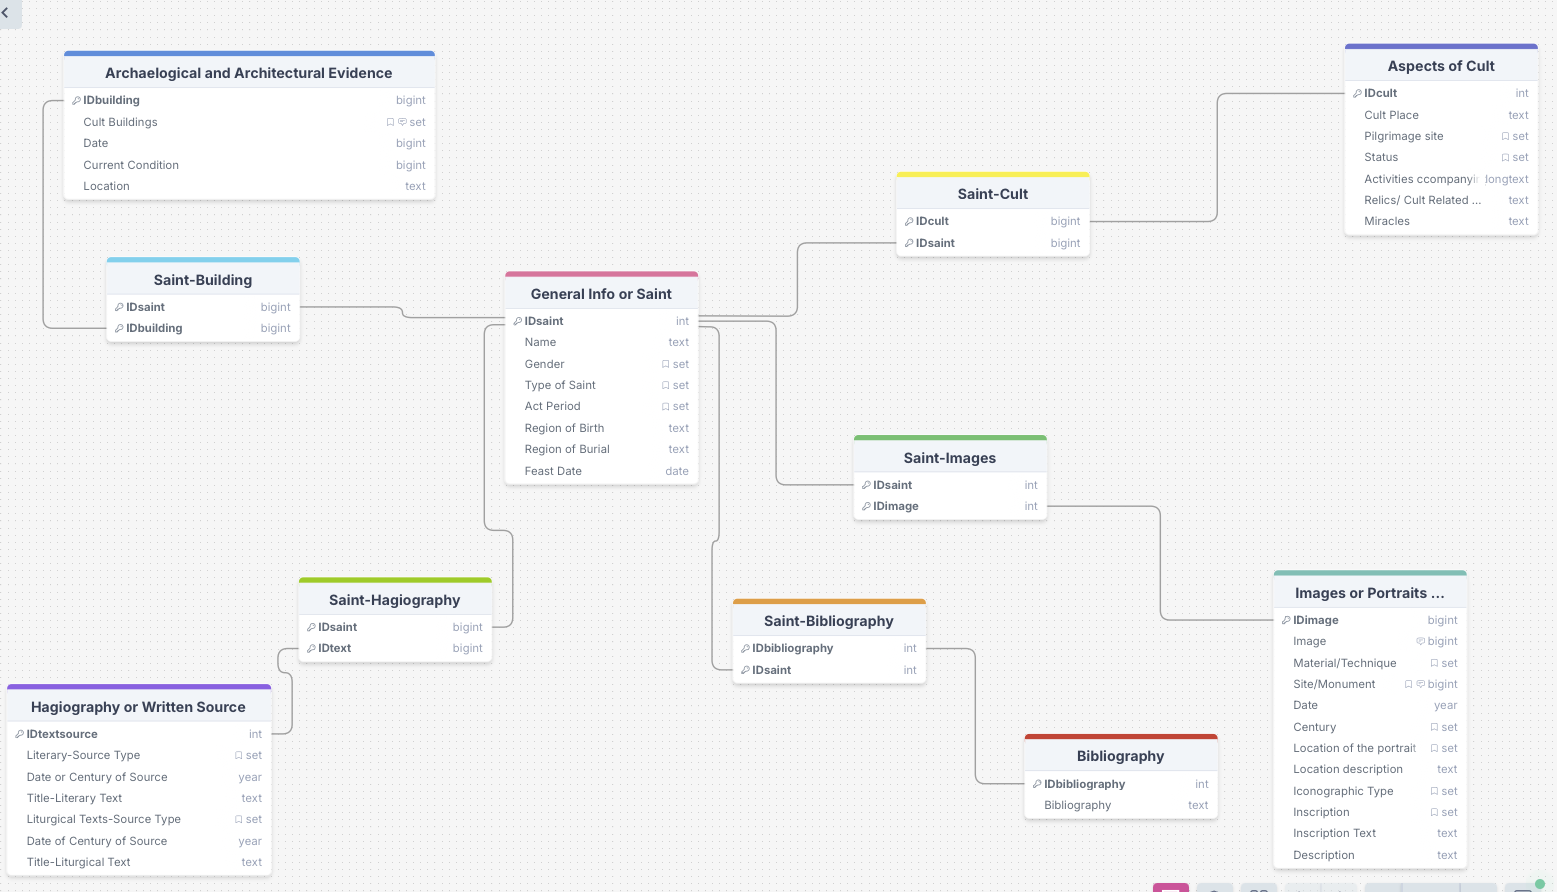 Archaelogical and Architectural Evidence
IDbuilding bigint
Cult Buildings set
Date bigint
Current Condition bigint
Location text
Aspects of Cult
IDcult int
Cult Place text
Pilgrimage site set
Status set
Activities ccompanyi longtext
Relics/ Cult Related ... text
Miracles text
Saint-Cult
IDcult bigint
IDsaint bigint
Saint-Building
IDsaint bigint
IDbuilding bigint
General Info or Saint
IDsaint int
Name text
Gender set
Type of Saint set
Act Period set
Region of Birth text
Region of Burial text
Feast Date date
Saint-Images
IDsaint int
IDimage int
Saint-Hagiography
IDsaint bigint
IDtext bigint
Saint-Bibliography
IDbibliography int
IDsaint int
Images or Portraits ...
IDimage bigint
Image bigint
Material/Technique set
Site/Monument bigint
Date year
Century set
Location of the portrait set
Location description text
Iconographic Type set
Inscription set
Inscription Text text
Description text
Hagiography or Written Source
IDtextsource int
Literary-Source Type set
Date or Century of Source year
Title-Literary Text text
Liturgical Texts-Source Type set
Date of Century of Source year
Title-Liturgical Text text
Bibliography
IDbibliography int
Bibliography text